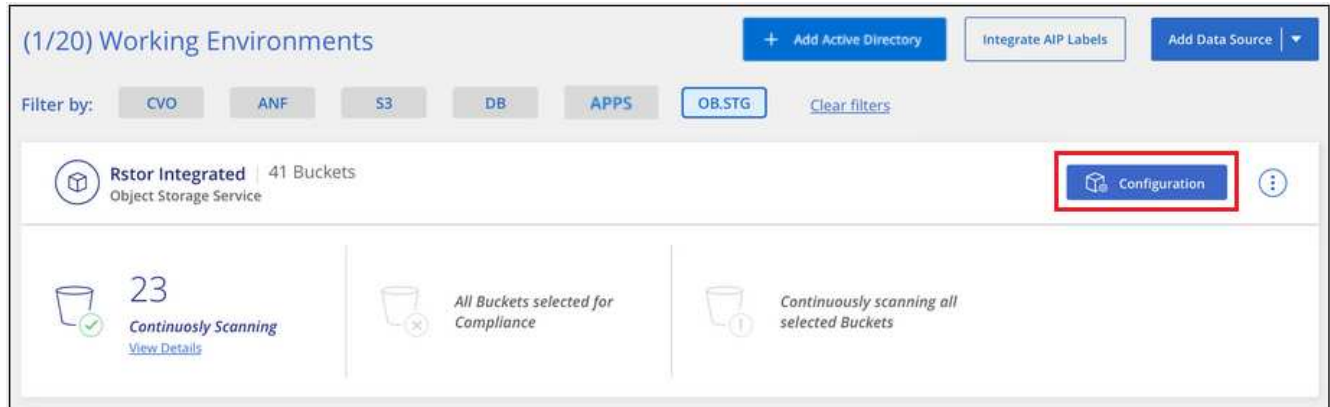 (1/20) Working Environments
+ Add Active Directory
Integrate AIP Labels
Add Data Source
Filter by:
CVO
ANF
S3
DB
APPS
OB.STG
Clear filters
Rstor Integrated | 41 Buckets
Object Storage Service
Configuration
23
Continuosly Scanning
View Details
All Buckets selected for
Compliance
Continuously scanning all
selected Buckets